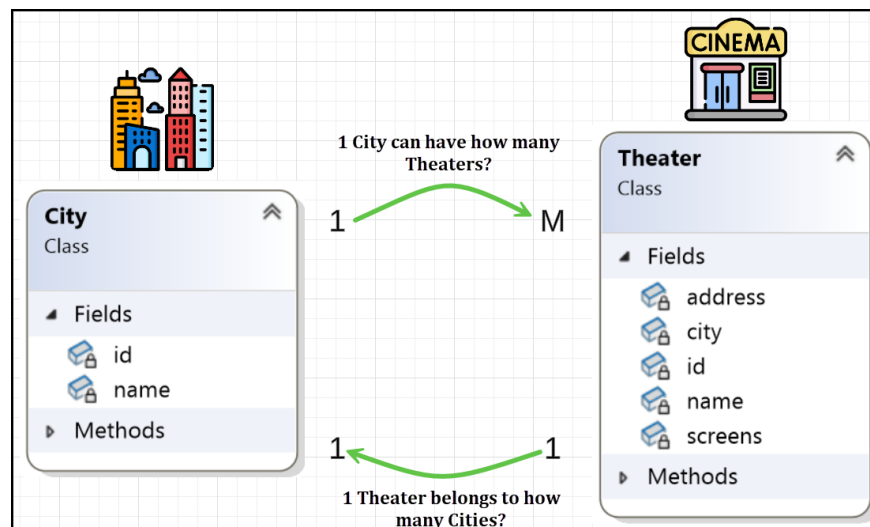 CINEMA
1 City can have how many
Theaters?
1
M
City
Class
Fields
id
name
Methods
Theater
Class
Fields
address
city
id
name
screens
Methods
1
1
1 Theater belongs to how
many Cities?